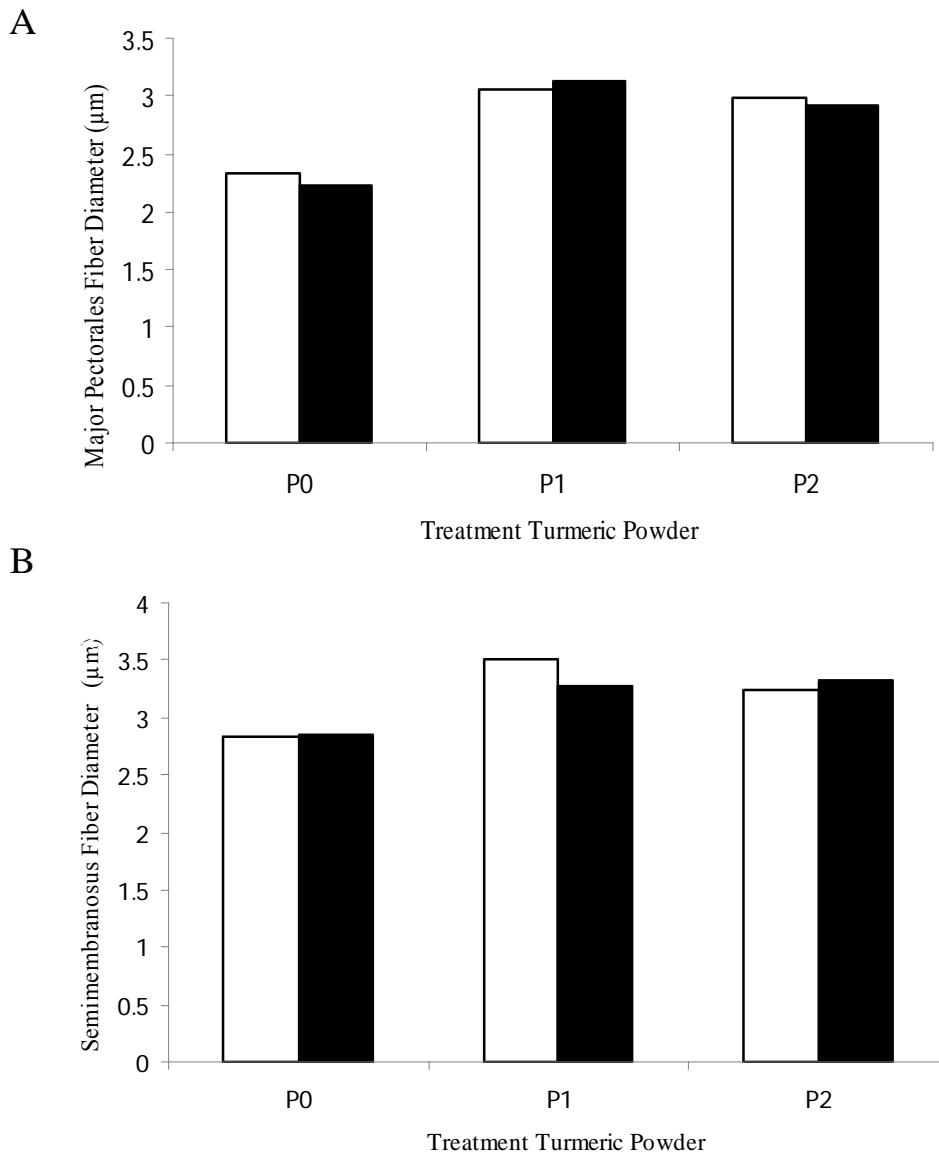 A
Major Pectorales Fiber Diameter (µm)
3.5
3
2.5
2
1.5
1
0.5
0
P0 P1 P2
Treatment Turmeric Powder
B
Semimembranosus Fiber Diameter (µm)
4
3.5
3
2.5
2
1.5
1
0.5
0
P0 P1 P2
Treatment Turmeric Powder